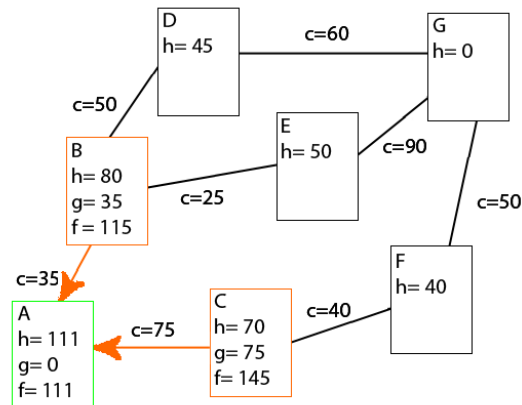 D
h= 45
c=60
G
h= 0
c=50
E
h= 50
c=90
B
h= 80
g= 35
f = 115
c=25
c=50
F
h= 40
c=35
A
h= 111
g= 0
f= 111
c=75
C
h= 70
g= 75
f= 145
c=40